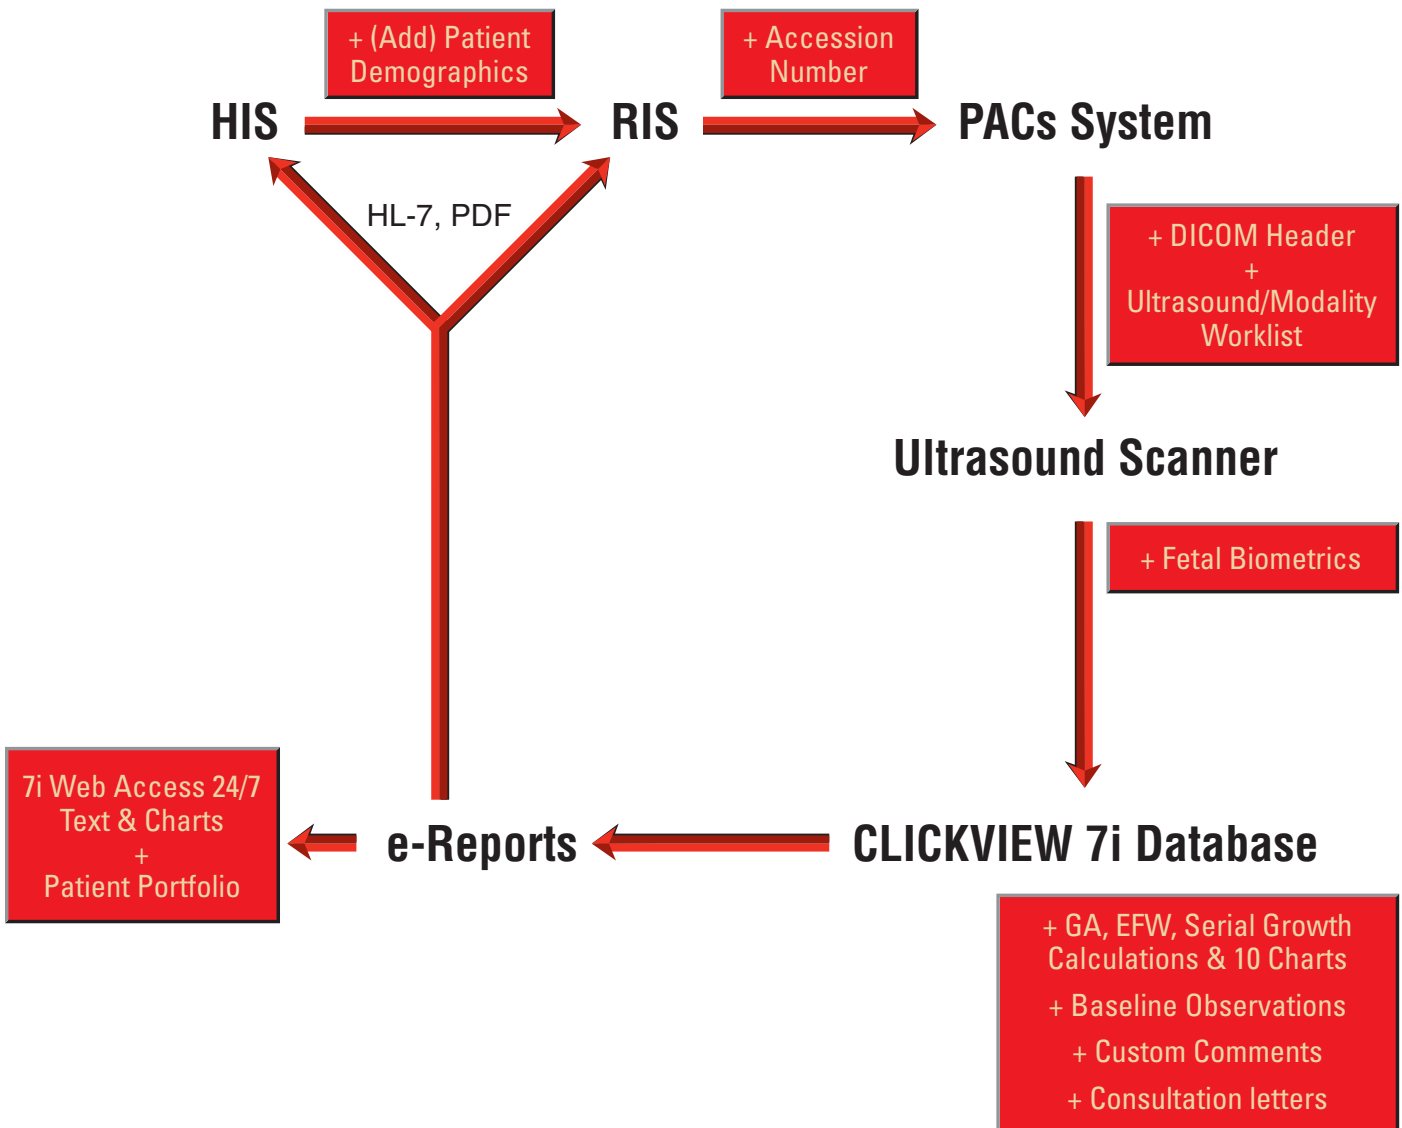 + (Add) Patient
Demographics
+ Accession
Number
HIS
RIS
PACs System
HL-7, PDF
+ DICOM Header
+
Ultrasound/Modality
Worklist
Ultrasound Scanner
+ Fetal Biometrics
7i Web Access 24/7
Text & Charts
+
Patient Portfolio
e-Reports
CLICKVIEW 7i Database
+ GA, EFW, Serial Growth
Calculations & 10 Charts
+ Baseline Observations
+ Custom Comments
+ Consultation letters